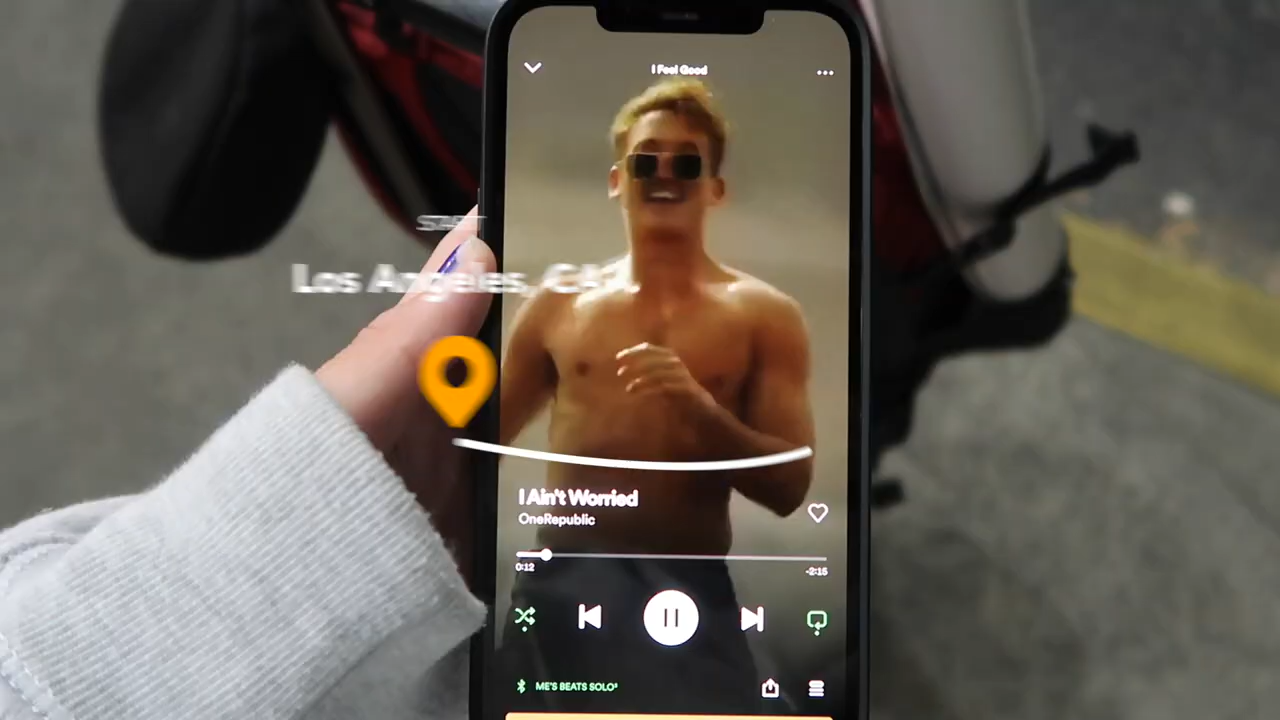 I Feel Good
START
Los Angeles, CA
I Ain't Worried
OneRepublic
0:12
-2:15
ME'S BEATS SOLO³